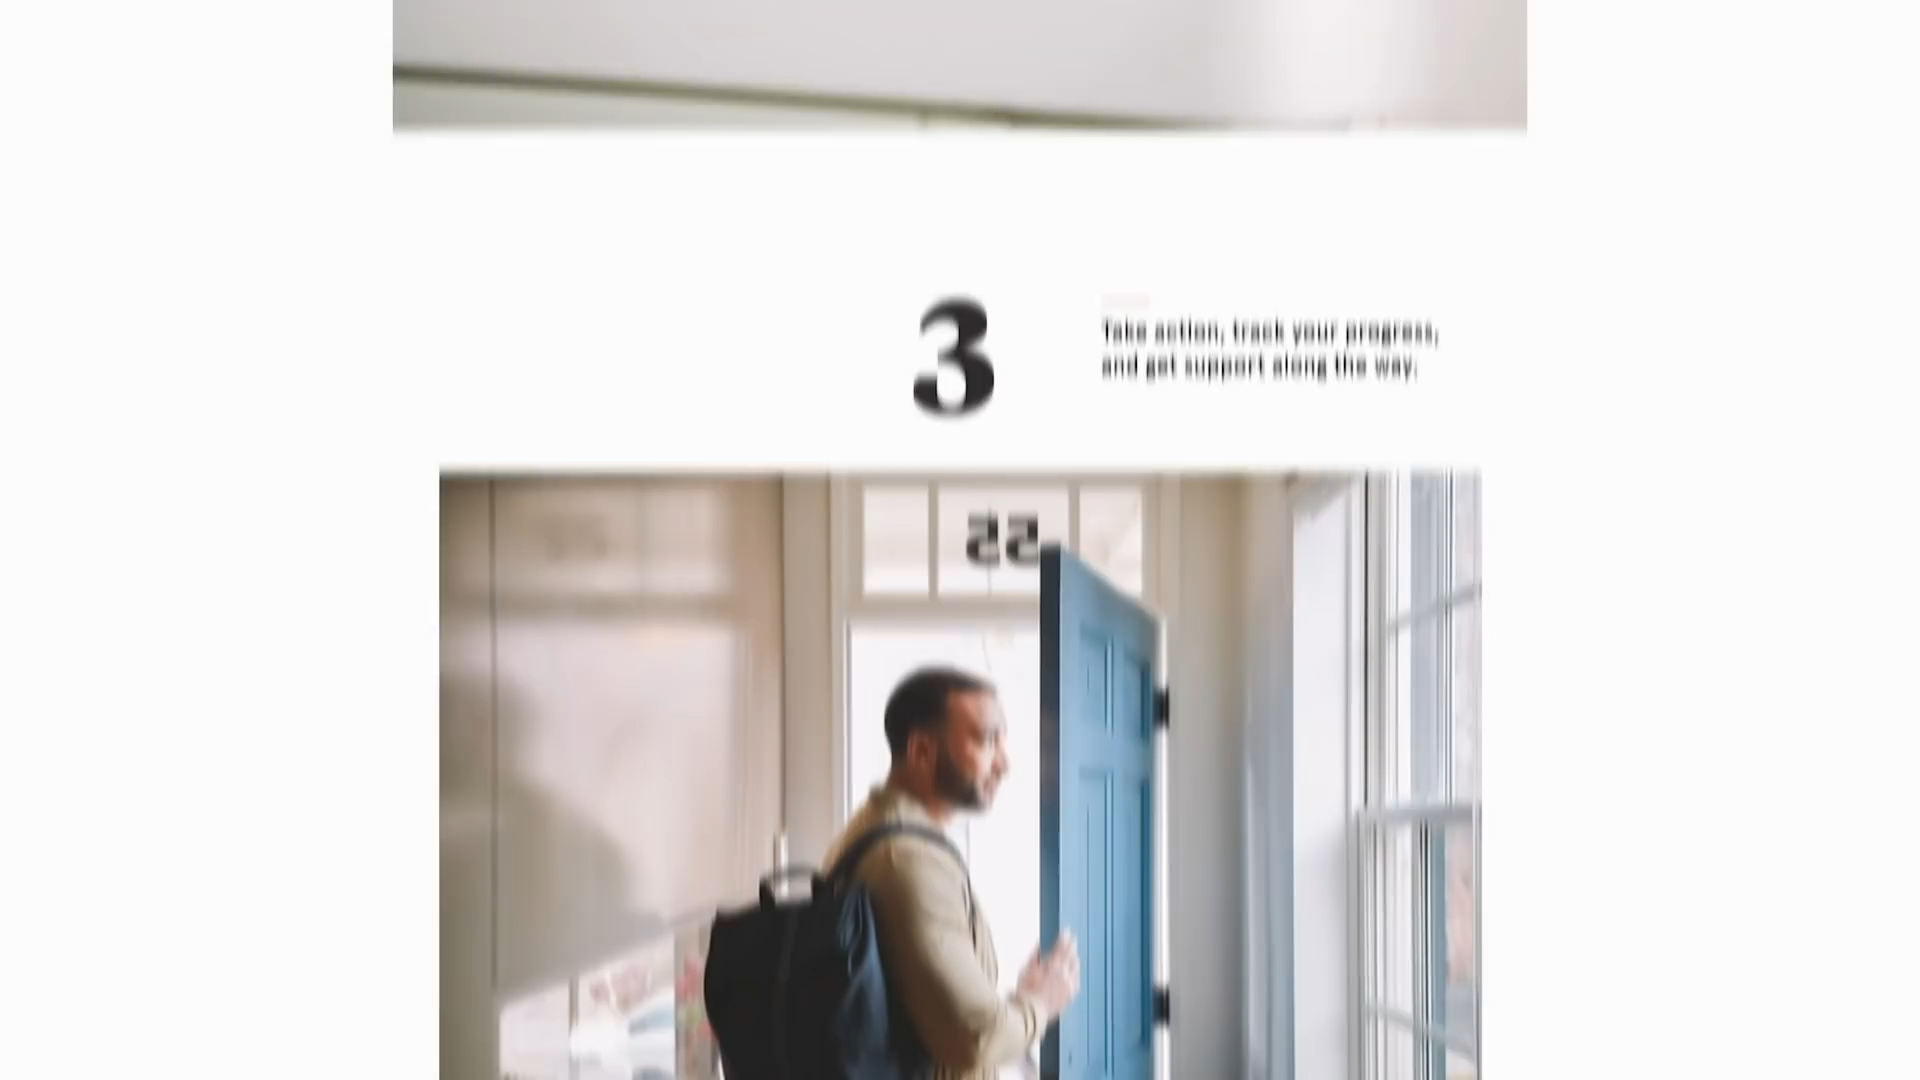 3
Take action, track your progress,
and get support along the way.
55